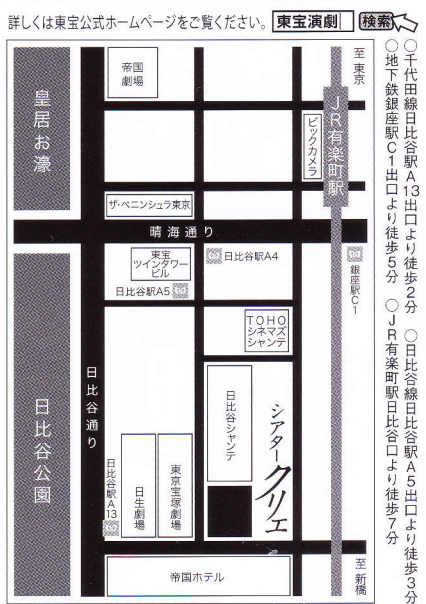 詳しくは東宝公式ホームページをご覧ください。 東宝演劇 検索
○千代田線日比谷駅A13出口より徒歩2分 ○日比谷線日比谷駅A5出口より徒歩3分
○地下鉄銀座駅C1出口より徒歩5分 ○JR有楽町駅日比谷口より徒歩7分
至東京
帝国
劇場
皇居お濠
JR有楽町駅
ビックカメラ
ザ・ペニンシュラ東京
晴海通り
東宝
ツインタワー
ビル
日比谷駅A4
日比谷駅A5
銀座駅C1
TOHO
シネマズ
シャンテ
日比谷通り
日比谷公園
日比谷シャンテ
シアタークリエ
日比谷駅A13
日生劇場
東京宝塚劇場
帝国ホテル
至新橋